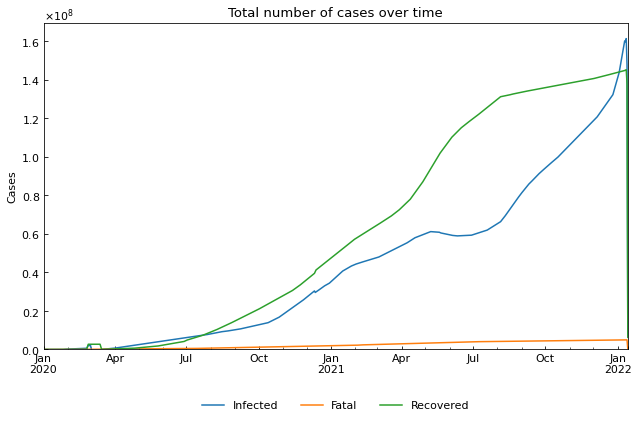 Total number of cases over time
×10⁸
1.6
1.4
1.2
1.0
0.8
0.6
0.4
0.2
0.0
Cases
Jan Apr Jul Oct Jan Apr Jul Oct Jan
2020 2021 2022
Infected Fatal Recovered